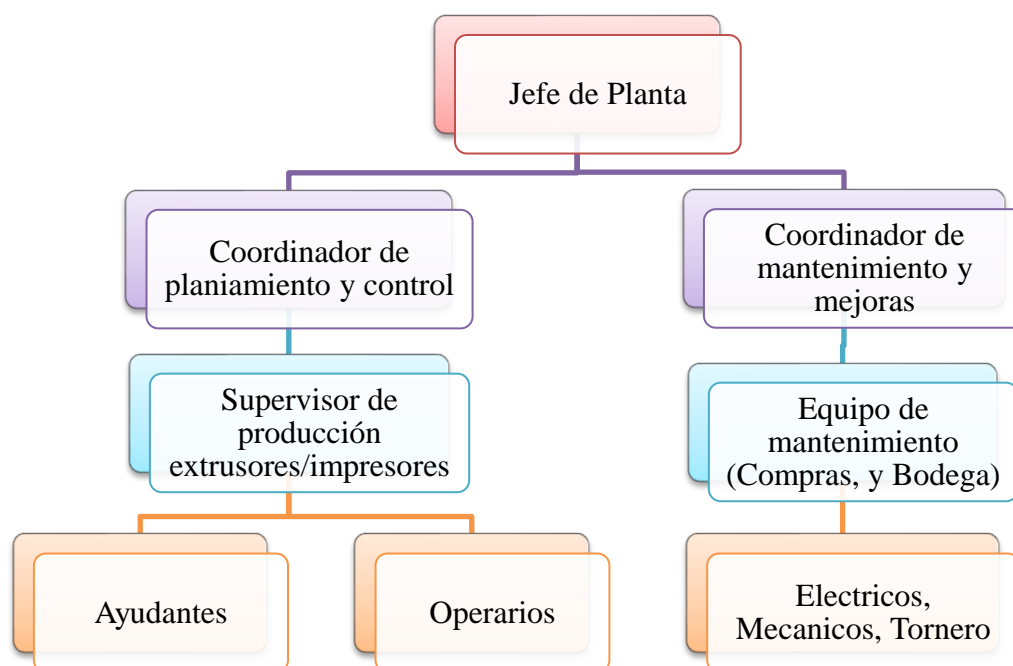 Jefe de Planta
Coordinador de
planiamiento y control
Coordinador de
mantenimiento y
mejoras
Supervisor de
producción
extrusores/impresores
Equipo de
mantenimiento
(Compras, y Bodega)
Ayudantes
Operarios
Electricos,
Mecanicos, Tornero